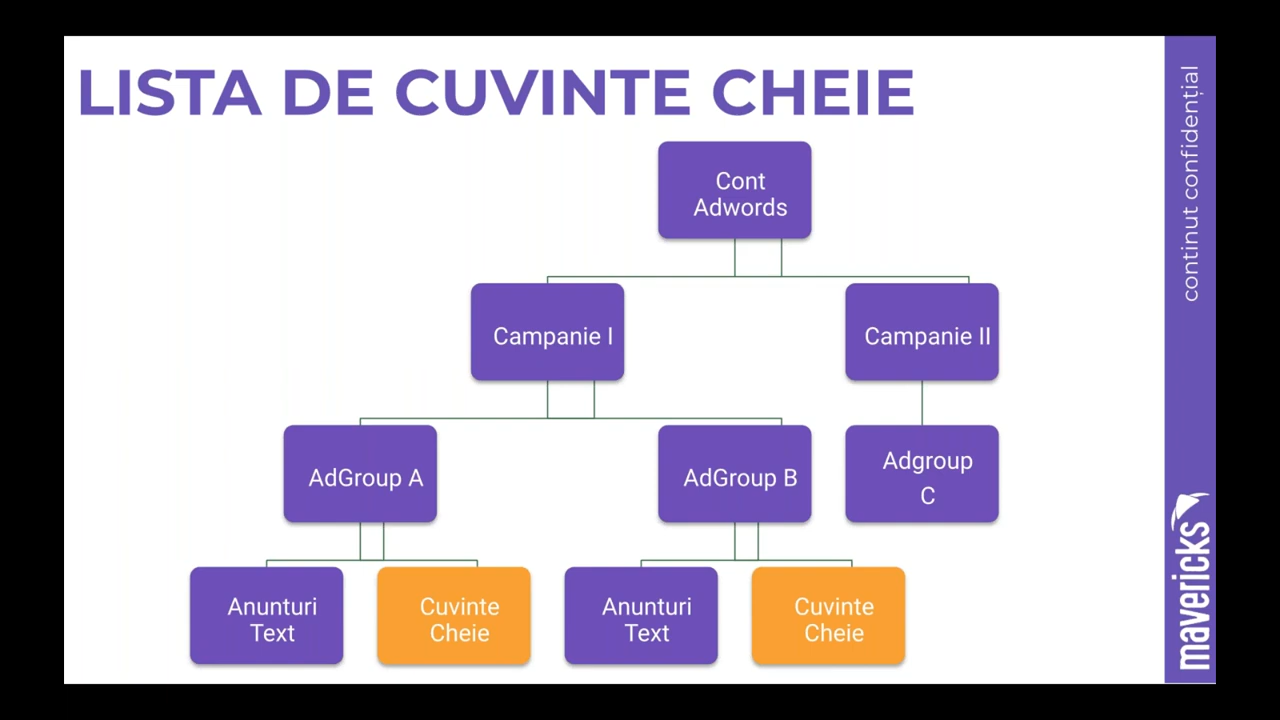 LISTA DE CUVINTE CHEIE
Cont
Adwords
Campanie I
Campanie II
AdGroup A
AdGroup B
Adgroup
C
Anunturi
Text
Cuvinte
Cheie
Anunturi
Text
Cuvinte
Cheie
continut confidențial
mavericks